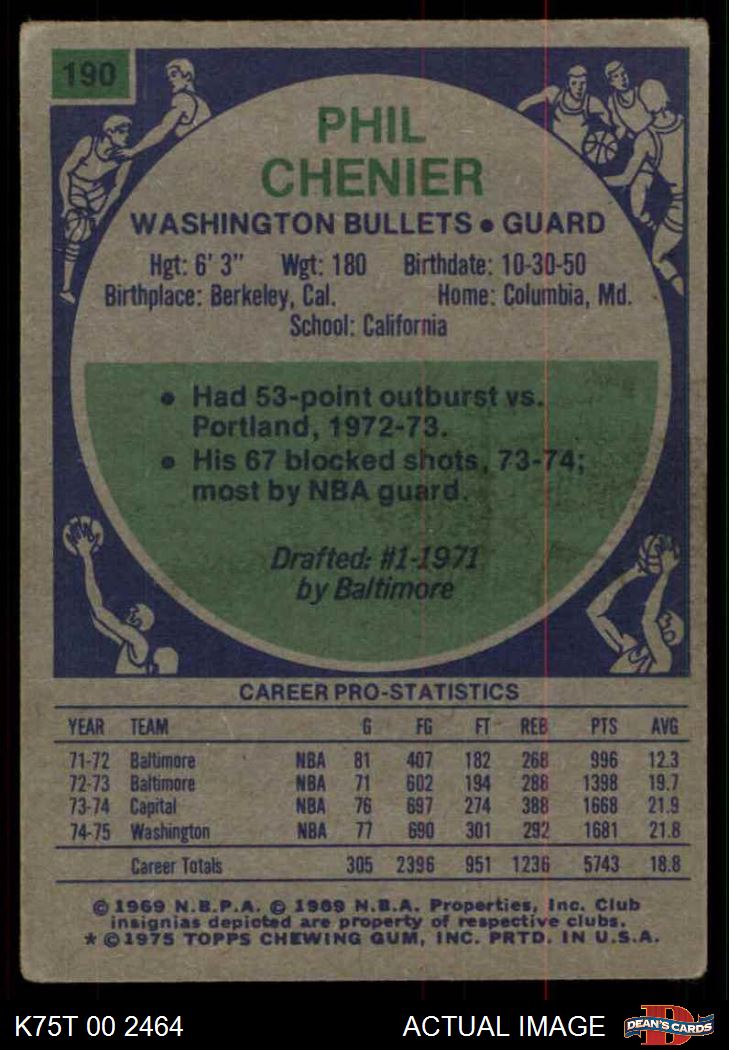 190
PHIL
CHENIER
WASHINGTON BULLETS • GUARD
Hgt: 6' 3" Wgt: 180 Birthdate: 10-30-50
Birthplace: Berkeley, Cal. Home: Columbia, Md.
School: California
• Had 53-point outburst vs.
Portland, 1972-73.
• His 67 blocked shots, 73-74;
most by NBA guard.
Drafted: #1-1971
by Baltimore
CAREER PRO-STATISTICS
YEAR TEAM G FG FT REB PTS AVG
71-72 Baltimore NBA 81 407 182 268 996 12.3
72-73 Baltimore NBA 71 602 194 288 1398 19.7
73-74 Capital NBA 76 697 274 388 1668 21.9
74-75 Washington NBA 77 690 301 292 1681 21.8
Career Totals 305 2396 951 1236 5743 18.8
© 1969 N.B.P.A. © 1969 N.B.A. Properties, Inc. Club
insignias depicted are property of respective clubs.
* © 1975 TOPPS CHEWING GUM, INC. PRTD. IN U.S.A.
K75T 00 2464 ACTUAL IMAGE D DEAN'S CARDS